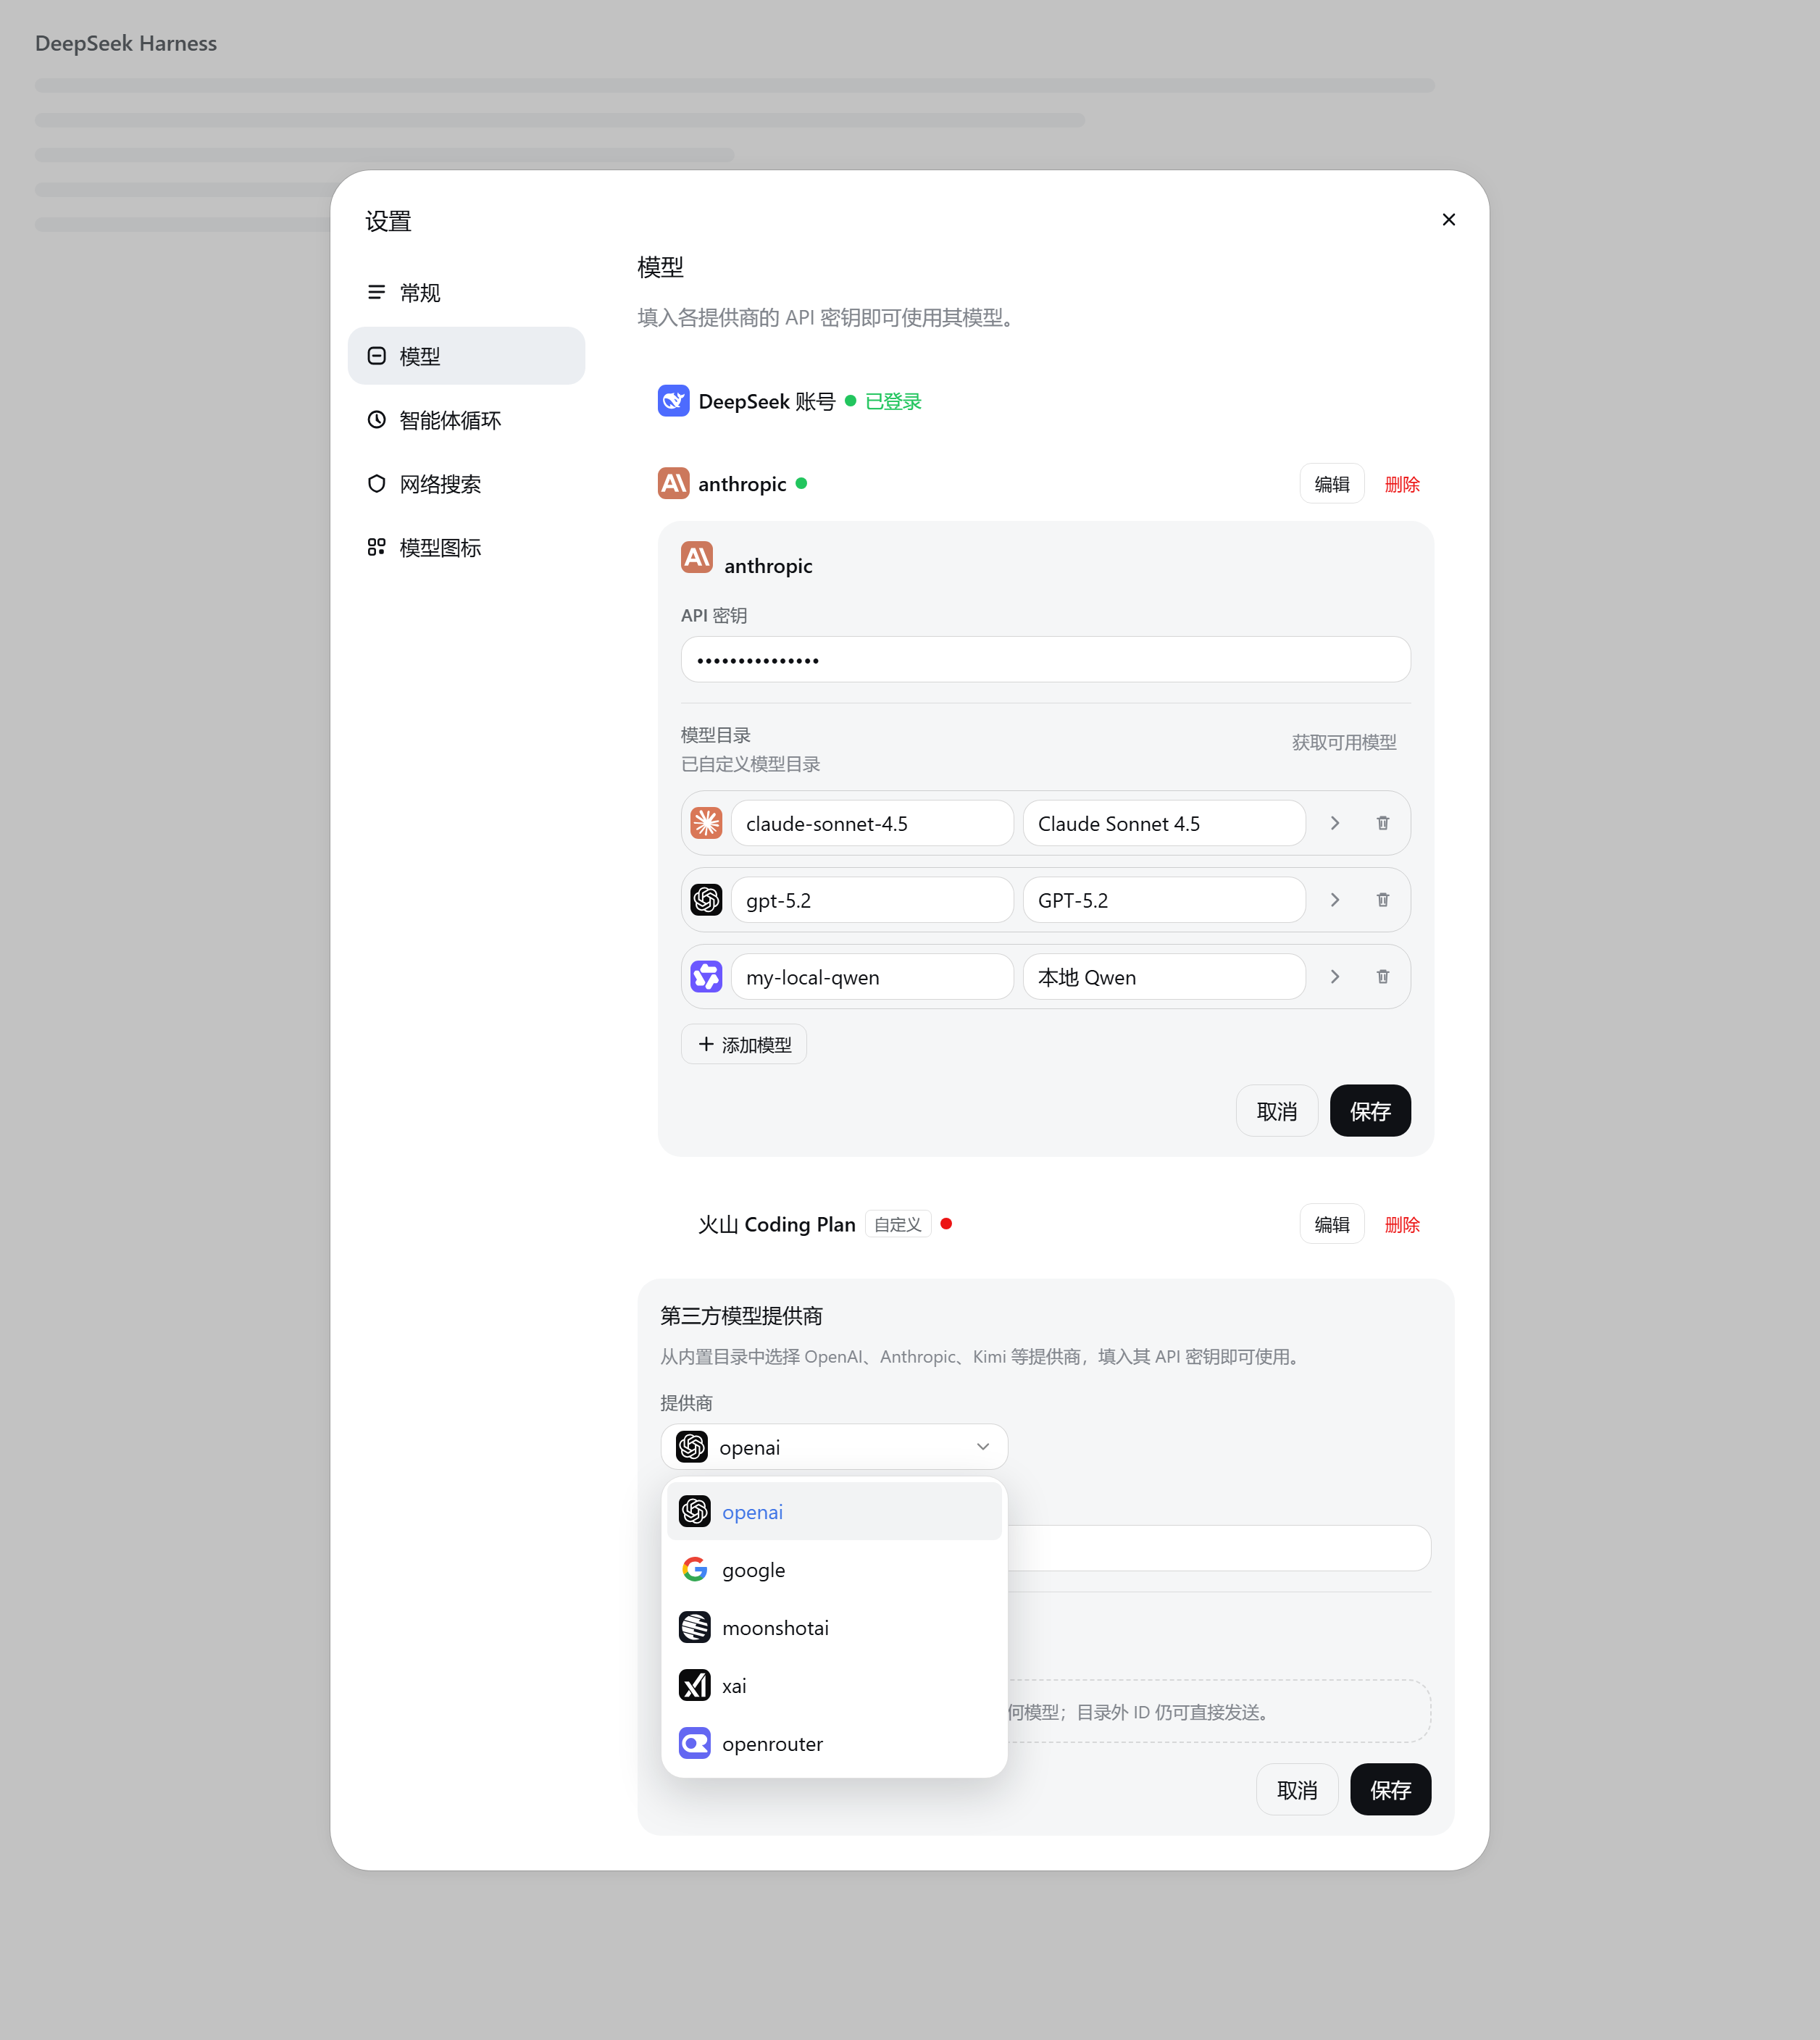 DeepSeek Harness
设置
常规
模型
智能体循环
网络搜索
模型图标
模型
填入各提供商的 API 密钥即可使用其模型。
DeepSeek 账号 已登录
anthropic 编辑 删除
anthropic
API 密钥
模型目录
已自定义模型目录
获取可用模型
claude-sonnet-4.5 Claude Sonnet 4.5
gpt-5.2 GPT-5.2
my-local-qwen 本地 Qwen
添加模型
取消 保存
火山 Coding Plan 自定义 编辑 删除
第三方模型提供商
从内置目录中选择 OpenAI、Anthropic、Kimi 等提供商，填入其 API 密钥即可使用。
提供商
openai
openai
google
moonshotai
xai
openrouter
何模型；目录外 ID 仍可直接发送。
取消 保存